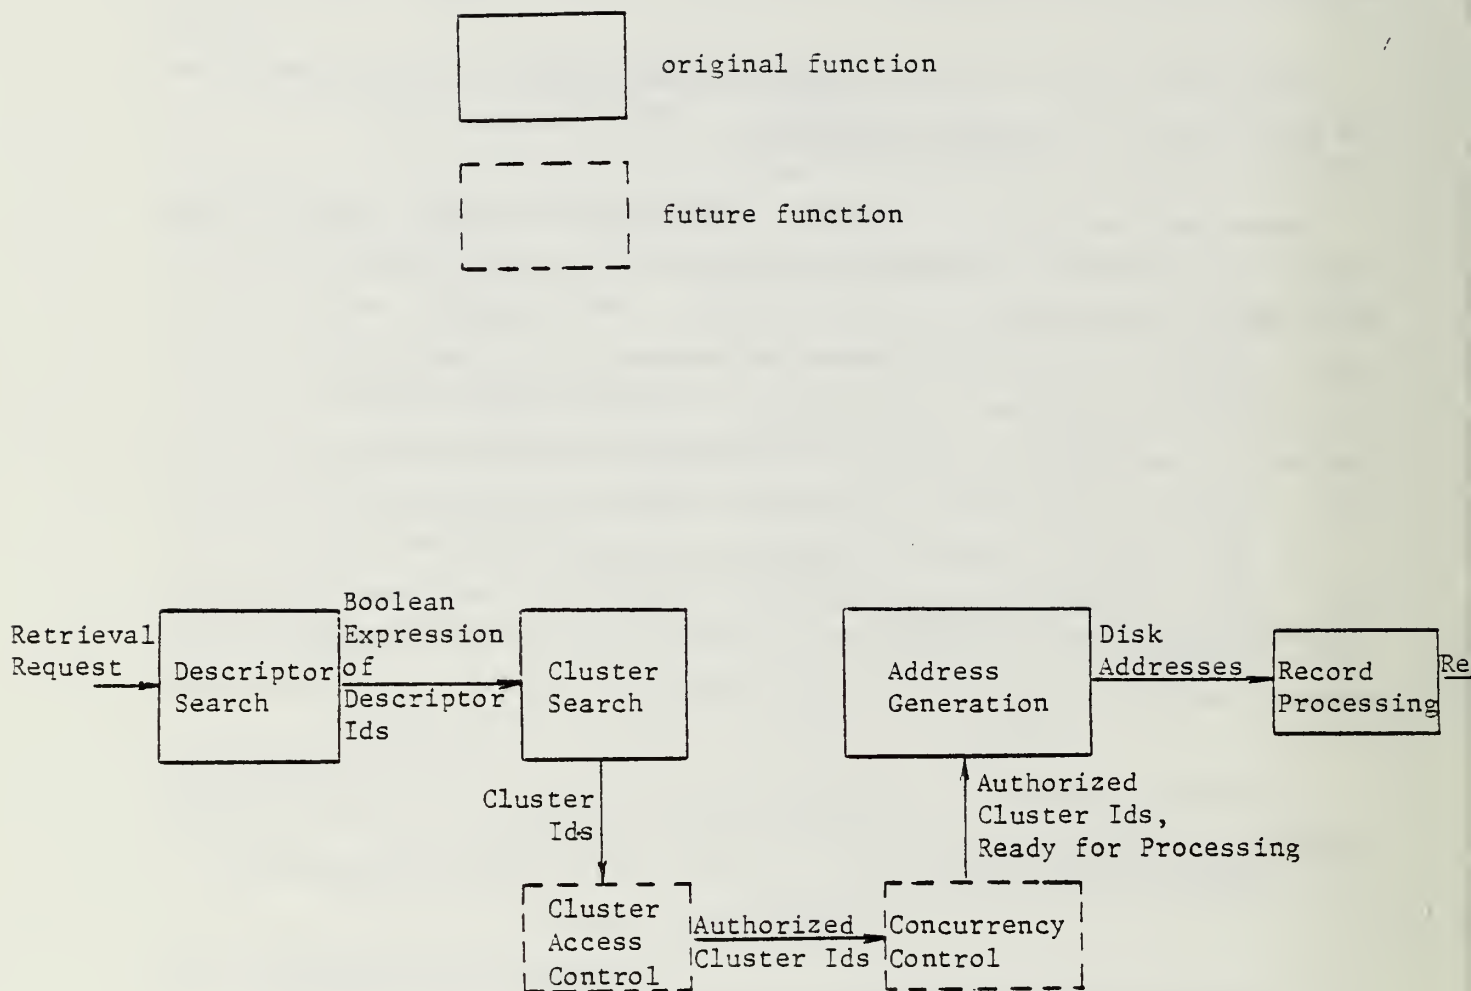 original function
future function
Retrieval
Request
Descriptor
Search
Boolean
Expression
of
Descriptor
Ids
Cluster
Search
Cluster
Ids
Cluster
Access
Control
Authorized
Cluster Ids
Concurrency
Control
Authorized
Cluster Ids,
Ready for Processing
Address
Generation
Disk
Addresses
Record
Processing
Re